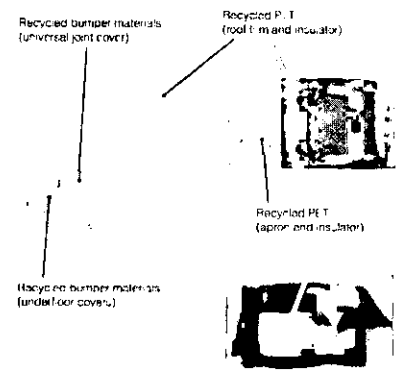 Recycled bumper materials
(universal joint cover)
Recycled PET
(roof trim and insulator)
Recycled PET
(apron and insulator)
Recycled bumper materials
(underfloor covers)